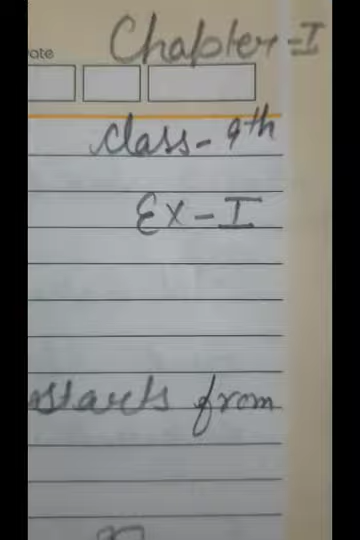 Chapter-I
ate
Class - 9th
Ex - I
starts from